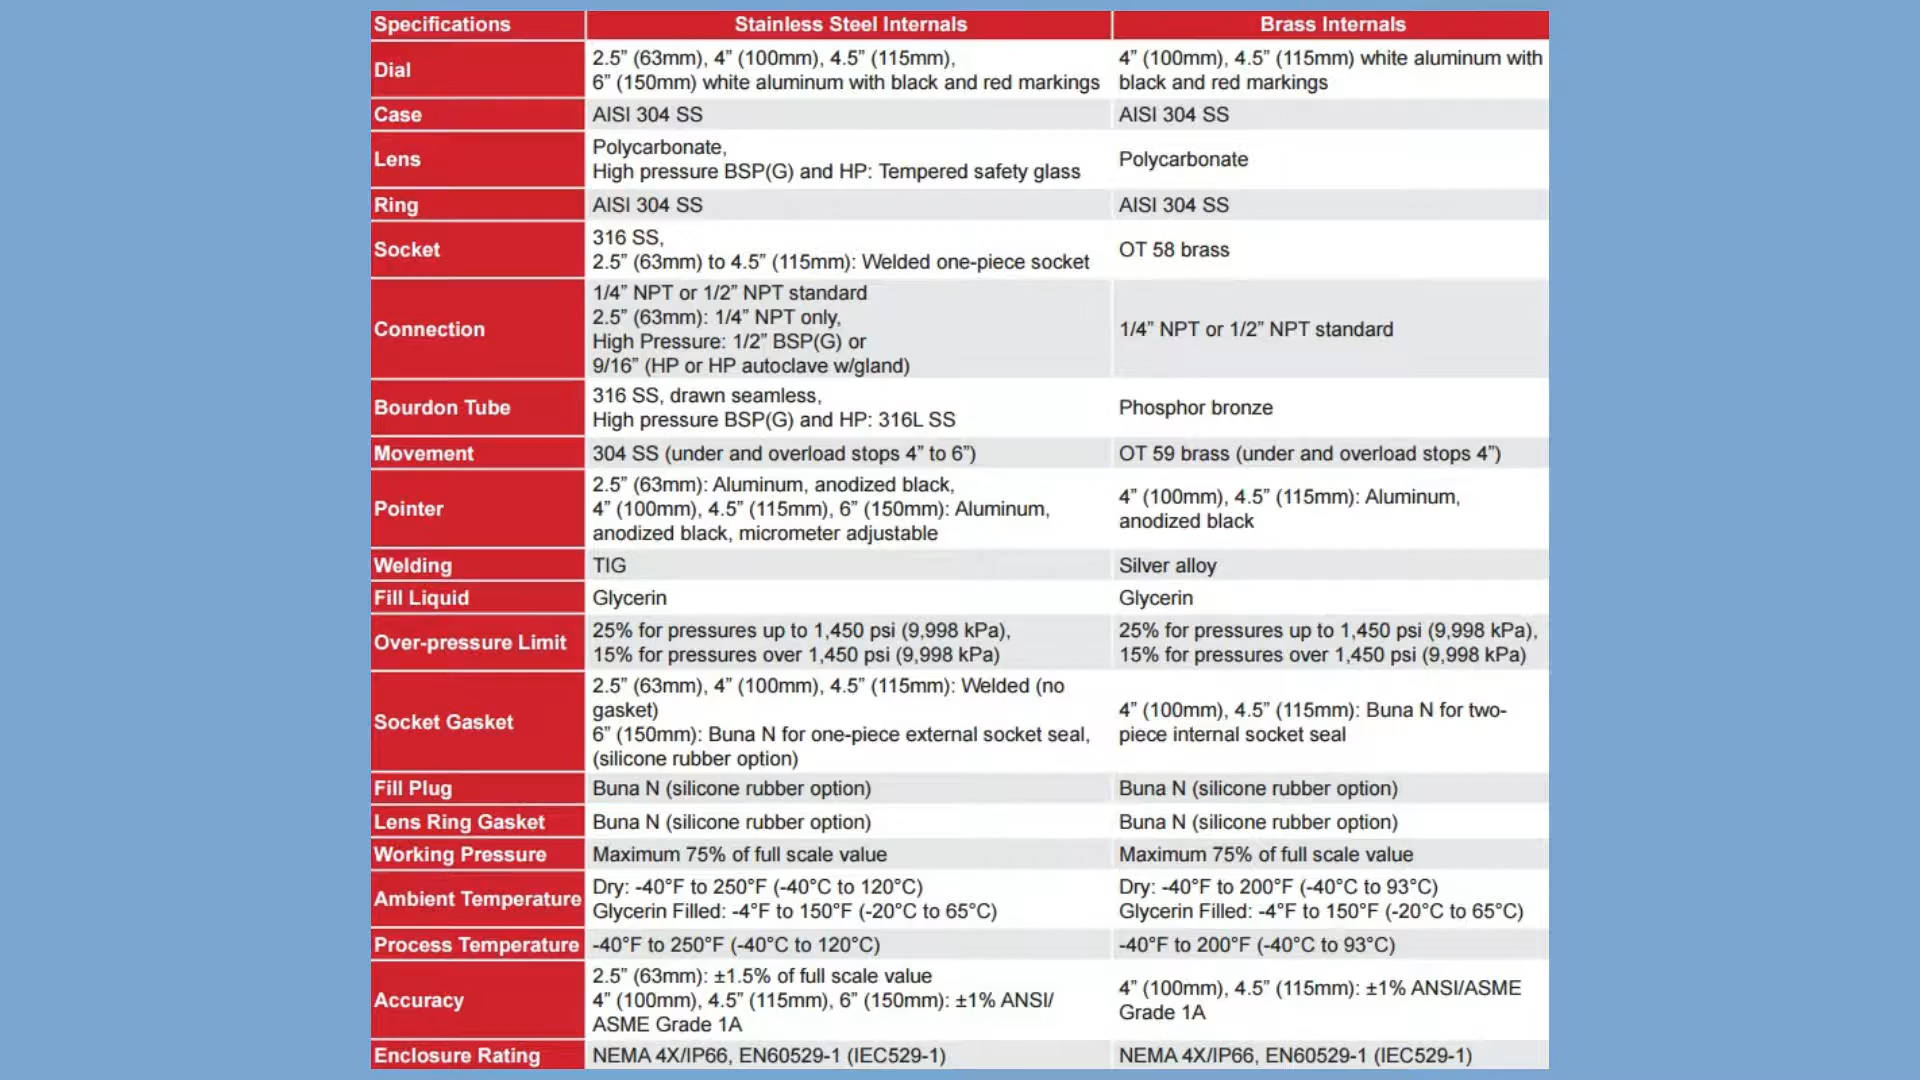 Specifications Stainless Steel Internals Brass Internals
Dial
2.5” (63mm), 4” (100mm), 4.5” (115mm),
6” (150mm) white aluminum with black and red markings
4” (100mm), 4.5” (115mm) white aluminum with
black and red markings
Case AISI 304 SS AISI 304 SS
Lens
Polycarbonate,
High pressure BSP(G) and HP: Tempered safety glass
Polycarbonate
Ring AISI 304 SS AISI 304 SS
Socket
316 SS,
2.5” (63mm) to 4.5” (115mm): Welded one-piece socket
OT 58 brass
Connection
1/4” NPT or 1/2” NPT standard
2.5” (63mm): 1/4” NPT only,
High Pressure: 1/2” BSP(G) or
9/16” (HP or HP autoclave w/gland)
1/4” NPT or 1/2” NPT standard
Bourdon Tube
316 SS, drawn seamless,
High pressure BSP(G) and HP: 316L SS
Phosphor bronze
Movement 304 SS (under and overload stops 4” to 6”) OT 59 brass (under and overload stops 4”)
Pointer
2.5” (63mm): Aluminum, anodized black,
4” (100mm), 4.5” (115mm), 6” (150mm): Aluminum,
anodized black, micrometer adjustable
4” (100mm), 4.5” (115mm): Aluminum,
anodized black
Welding TIG Silver alloy
Fill Liquid Glycerin Glycerin
Over-pressure Limit
25% for pressures up to 1,450 psi (9,998 kPa),
15% for pressures over 1,450 psi (9,998 kPa)
25% for pressures up to 1,450 psi (9,998 kPa),
15% for pressures over 1,450 psi (9,998 kPa)
Socket Gasket
2.5” (63mm), 4” (100mm), 4.5” (115mm): Welded (no
gasket)
6” (150mm): Buna N for one-piece external socket seal,
(silicone rubber option)
4” (100mm), 4.5” (115mm): Buna N for two-
piece internal socket seal
Fill Plug Buna N (silicone rubber option) Buna N (silicone rubber option)
Lens Ring Gasket Buna N (silicone rubber option) Buna N (silicone rubber option)
Working Pressure Maximum 75% of full scale value Maximum 75% of full scale value
Ambient Temperature
Dry: -40°F to 250°F (-40°C to 120°C)
Glycerin Filled: -4°F to 150°F (-20°C to 65°C)
Dry: -40°F to 200°F (-40°C to 93°C)
Glycerin Filled: -4°F to 150°F (-20°C to 65°C)
Process Temperature -40°F to 250°F (-40°C to 120°C) -40°F to 200°F (-40°C to 93°C)
Accuracy
2.5” (63mm): ±1.5% of full scale value
4” (100mm), 4.5” (115mm), 6” (150mm): ±1% ANSI/
ASME Grade 1A
4” (100mm), 4.5” (115mm): ±1% ANSI/ASME
Grade 1A
Enclosure Rating NEMA 4X/IP66, EN60529-1 (IEC529-1) NEMA 4X/IP66, EN60529-1 (IEC529-1)